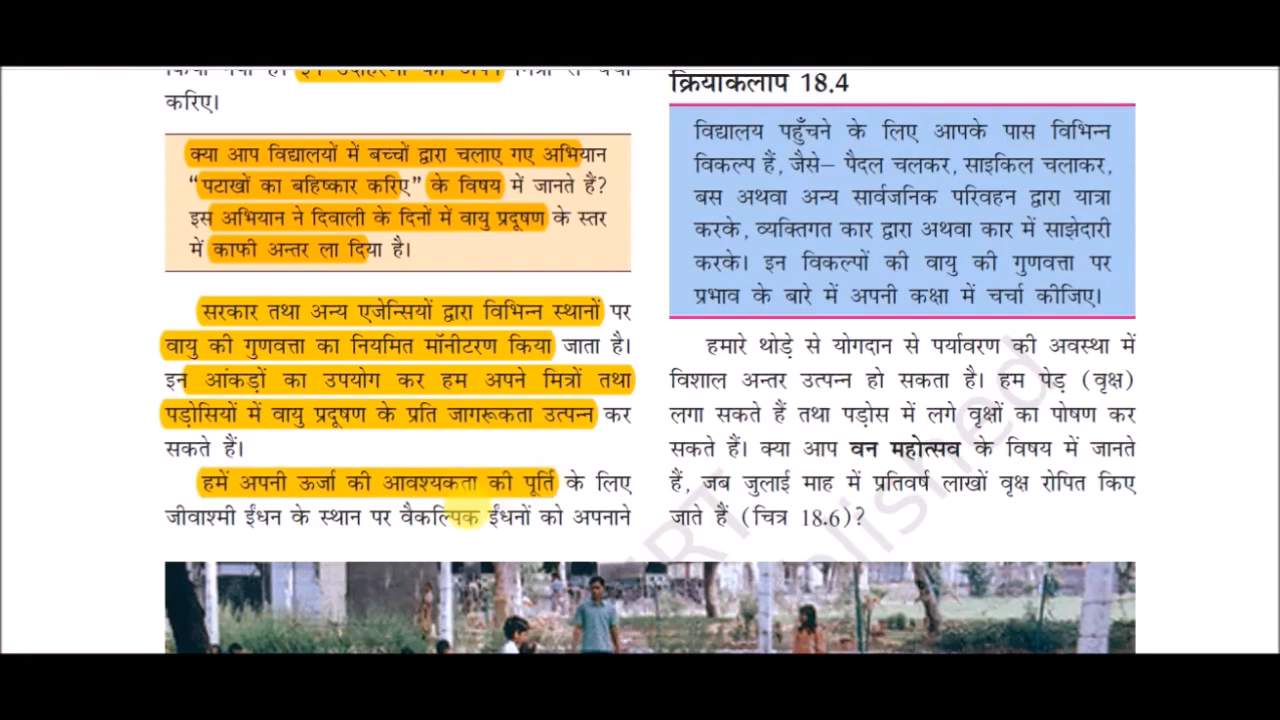 करिए।
क्या आप विद्यालयों में बच्चों द्वारा चलाए गए अभियान
“पटाखों का बहिष्कार करिए” के विषय में जानते हैं?
इस अभियान ने दिवाली के दिनों में वायु प्रदूषण के स्तर
में काफी अन्तर ला दिया है।
सरकार तथा अन्य एजेन्सियों द्वारा विभिन्न स्थानों पर
वायु की गुणवत्ता का नियमित मॉनीटरण किया जाता है।
इन आंकड़ों का उपयोग कर हम अपने मित्रों तथा
पड़ोसियों में वायु प्रदूषण के प्रति जागरूकता उत्पन्न कर
सकते हैं।
हमें अपनी ऊर्जा की आवश्यकता की पूर्ति के लिए
जीवाश्मी ईंधन के स्थान पर वैकल्पिक ईंधनों को अपनाने
क्रियाकलाप 18.4
विद्यालय पहुँचने के लिए आपके पास विभिन्न
विकल्प हैं, जैसे– पैदल चलकर, साइकिल चलाकर,
बस अथवा अन्य सार्वजनिक परिवहन द्वारा यात्रा
करके, व्यक्तिगत कार द्वारा अथवा कार में साझेदारी
करके। इन विकल्पों की वायु की गुणवत्ता पर
प्रभाव के बारे में अपनी कक्षा में चर्चा कीजिए।
हमारे थोड़े से योगदान से पर्यावरण की अवस्था में
विशाल अन्तर उत्पन्न हो सकता है। हम पेड़ (वृक्ष)
लगा सकते हैं तथा पड़ोस में लगे वृक्षों का पोषण कर
सकते हैं। क्या आप वन महोत्सव के विषय में जानते
हैं, जब जुलाई माह में प्रतिवर्ष लाखों वृक्ष रोपित किए
जाते हैं (चित्र 18.6)?